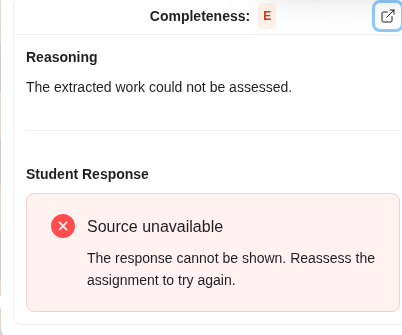 Completeness: E
Reasoning
The extracted work could not be assessed.
Student Response
Source unavailable
The response cannot be shown. Reassess the
assignment to try again.